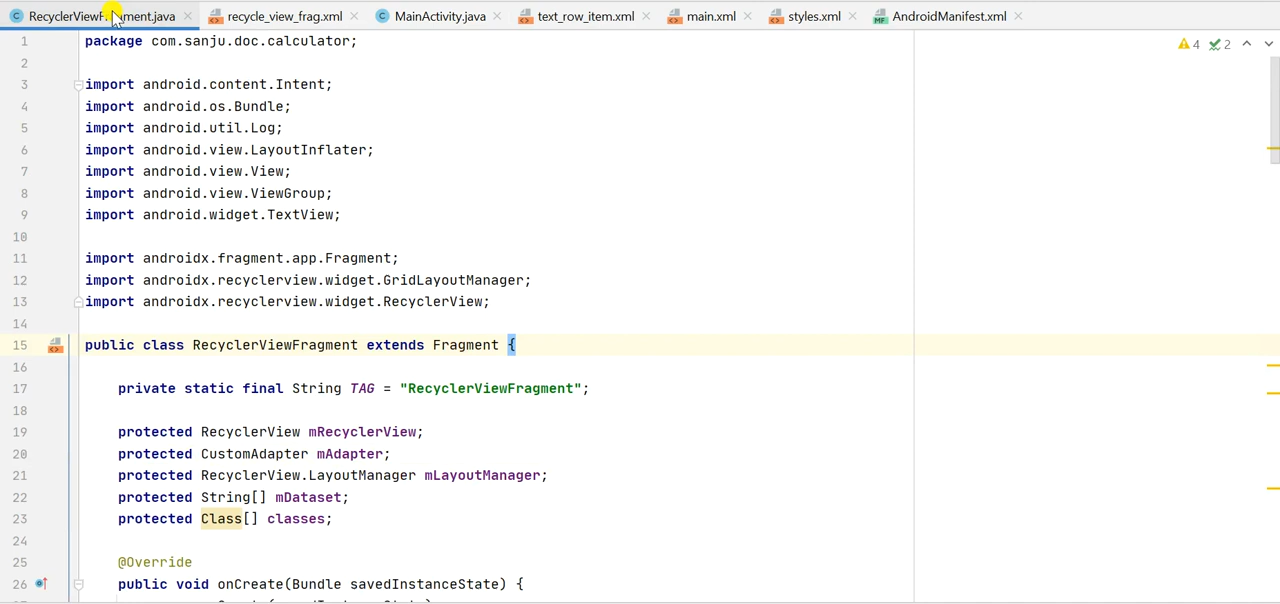 RecyclerViewFragment.java recycle_view_frag.xml MainActivity.java text_row_item.xml main.xml styles.xml AndroidManifest.xml
4 2
1 package com.sanju.doc.calculator;
2
3 import android.content.Intent;
4 import android.os.Bundle;
5 import android.util.Log;
6 import android.view.LayoutInflater;
7 import android.view.View;
8 import android.view.ViewGroup;
9 import android.widget.TextView;
10
11 import androidx.fragment.app.Fragment;
12 import androidx.recyclerview.widget.GridLayoutManager;
13 import androidx.recyclerview.widget.RecyclerView;
14
15 public class RecyclerViewFragment extends Fragment {
16
17 private static final String TAG = "RecyclerViewFragment";
18
19 protected RecyclerView mRecyclerView;
20 protected CustomAdapter mAdapter;
21 protected RecyclerView.LayoutManager mLayoutManager;
22 protected String[] mDataset;
23 protected Class[] classes;
24
25 @Override
26 public void onCreate(Bundle savedInstanceState) {